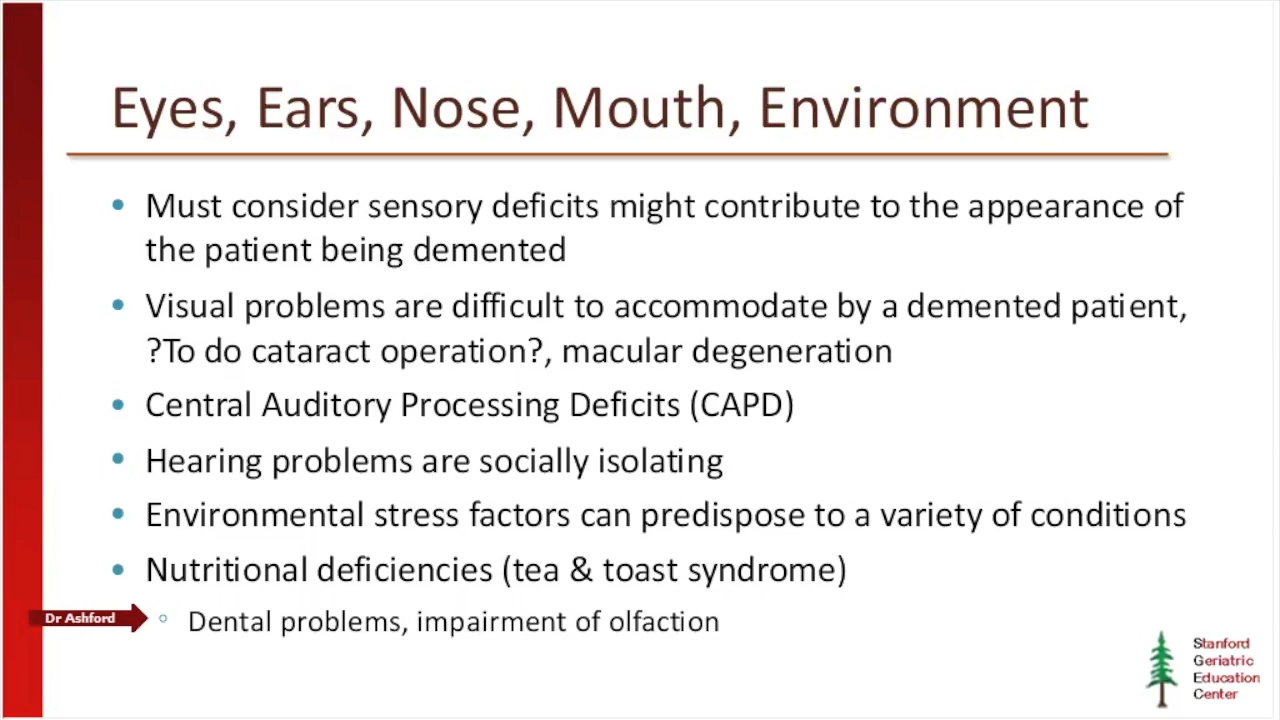 Eyes, Ears, Nose, Mouth, Environment
• Must consider sensory deficits might contribute to the appearance of
the patient being demented
• Visual problems are difficult to accommodate by a demented patient,
?To do cataract operation?, macular degeneration
• Central Auditory Processing Deficits (CAPD)
• Hearing problems are socially isolating
• Environmental stress factors can predispose to a variety of conditions
• Nutritional deficiencies (tea & toast syndrome)
Dr Ashford
◦ Dental problems, impairment of olfaction
Stanford
Geriatric
Education
Center